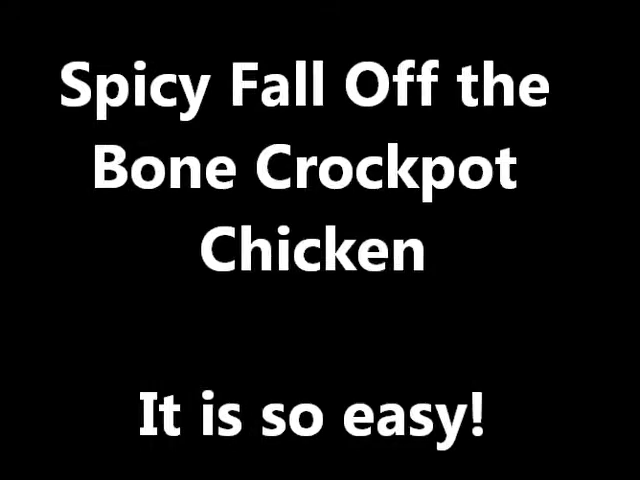 Spicy Fall Off the
Bone Crockpot
Chicken
It is so easy!